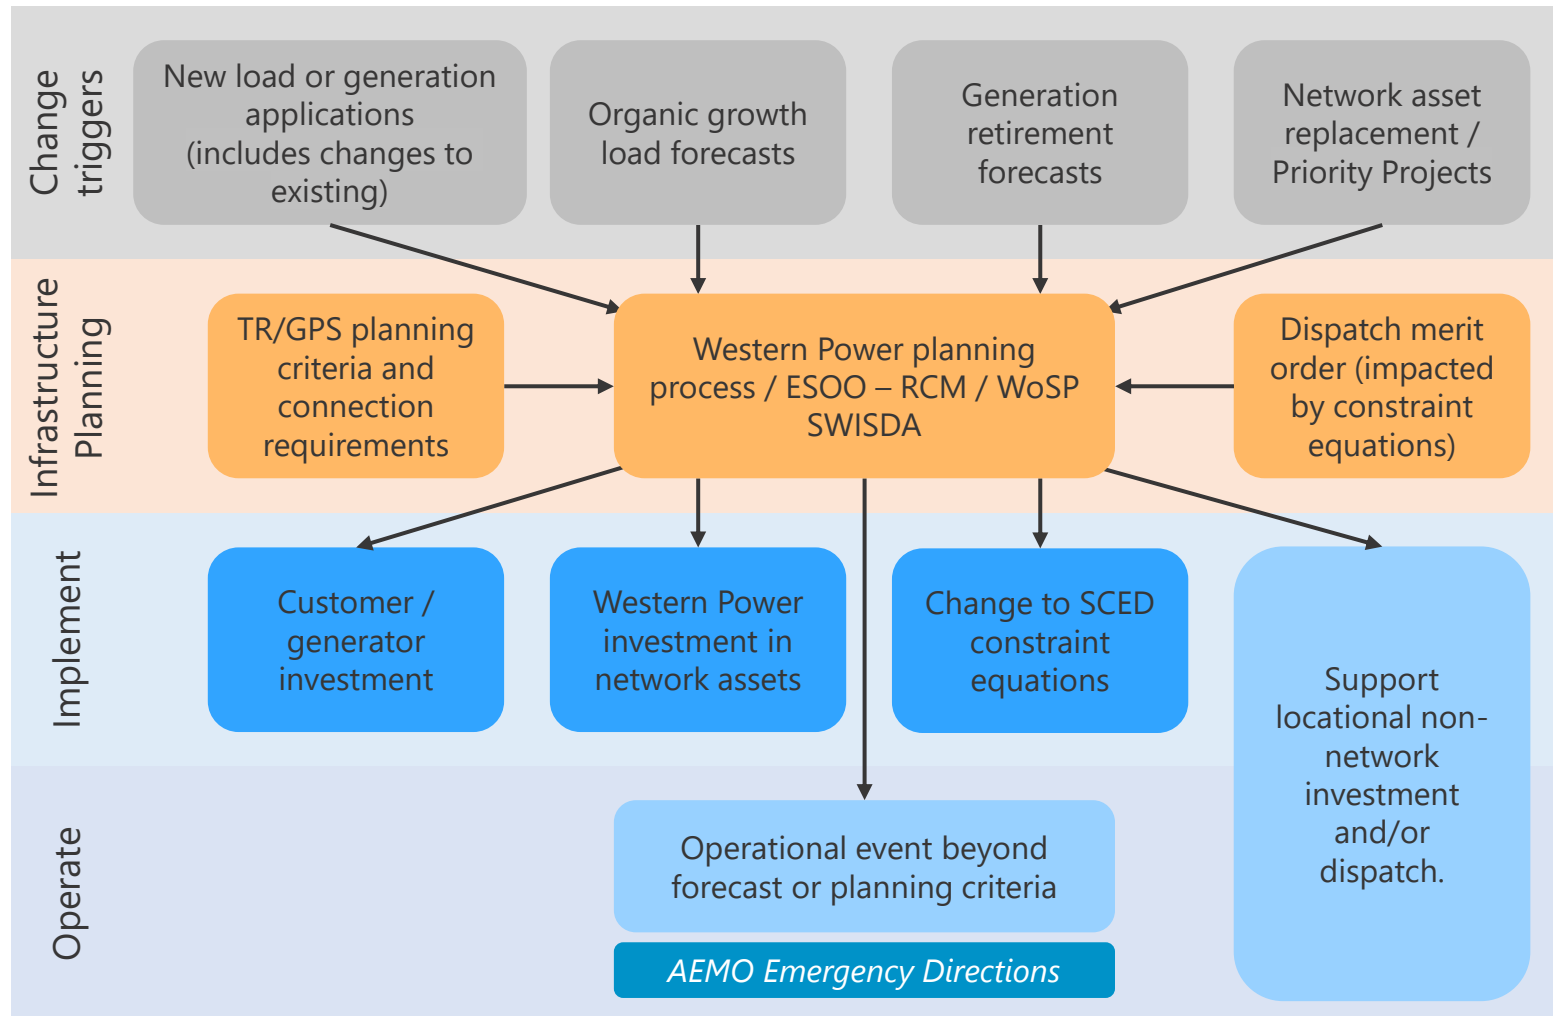 Change
triggers
New load or generation
applications
(includes changes to
existing)
Organic growth
load forecasts
Generation
retirement
forecasts
Network asset
replacement /
Priority Projects
Infrastructure
Planning
TR/GPS planning
criteria and
connection
requirements
Western Power planning
process / ESOO – RCM / WoSP
SWISDA
Dispatch merit
order (impacted
by constraint
equations)
Implement
Customer /
generator
investment
Western Power
investment in
network assets
Change to SCED
constraint
equations
Support
locational non-
network
investment
and/or
dispatch.
Operate
Operational event beyond
forecast or planning criteria
AEMO Emergency Directions